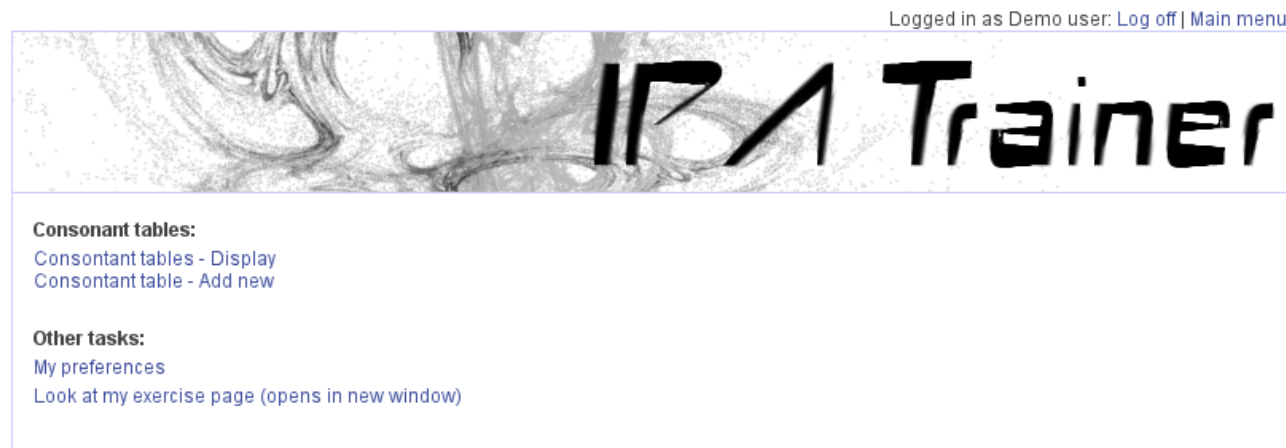 Logged in as Demo user: Log off | Main menu
IPA Trainer
Consonant tables:
Consontant tables - Display
Consontant table - Add new
Other tasks:
My preferences
Look at my exercise page (opens in new window)